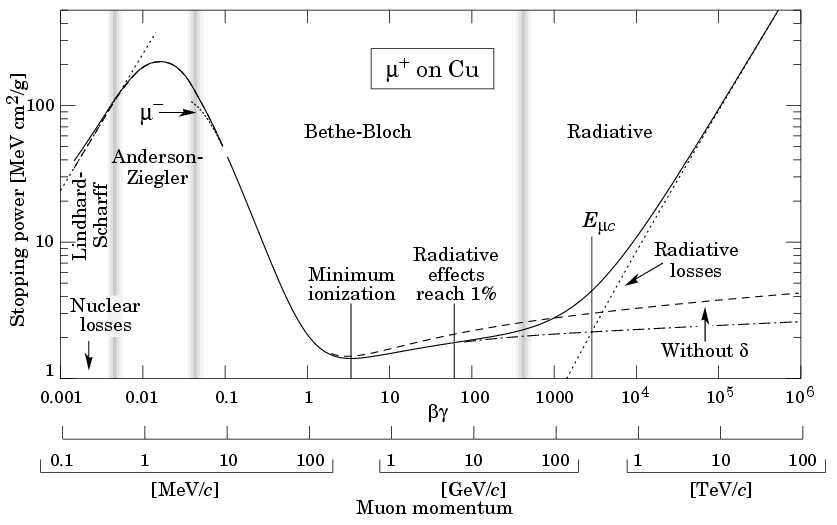 μ⁺ on Cu
Stopping power [MeV cm²/g]
100
10
1
μ⁻
Lindhard-
Scharff
Anderson-
Ziegler
Bethe-Bloch
Radiative
Nuclear
losses
Minimum
ionization
Radiative
effects
reach 1%
Eμc
Radiative
losses
Without δ
0.001 0.01 0.1 1 10 100 1000 10⁴ 10⁵ 10⁶
βγ
0.1 1 10 100 1 10 100 1 10 100
[MeV/c] [GeV/c] [TeV/c]
Muon momentum